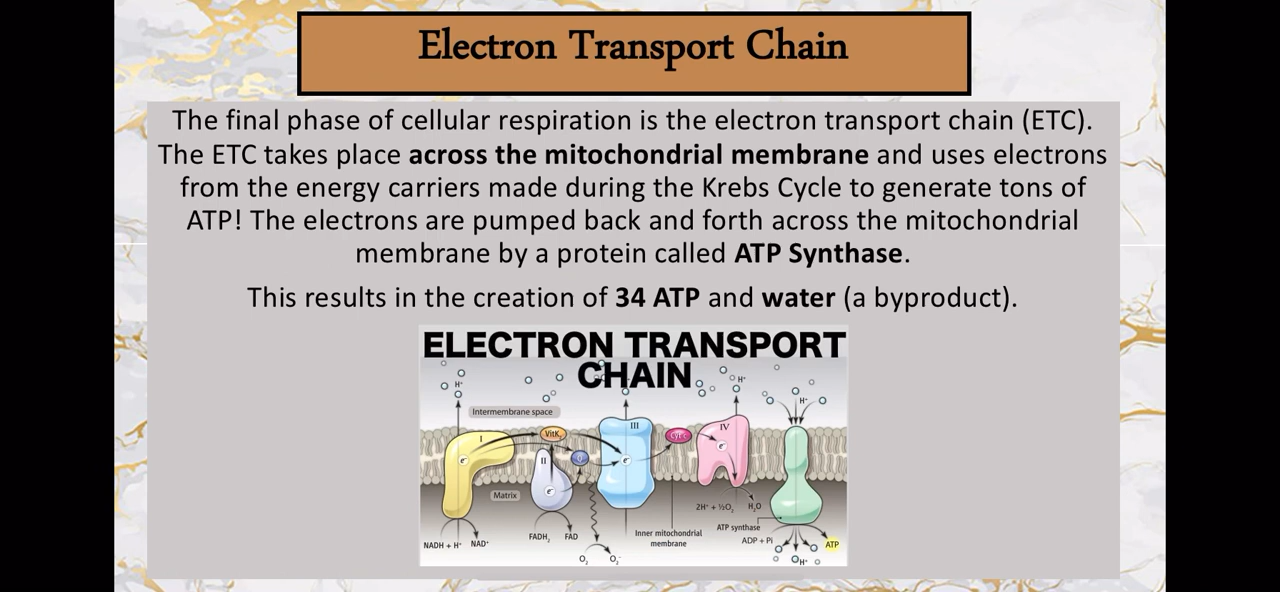 Electron Transport Chain
The final phase of cellular respiration is the electron transport chain (ETC).
The ETC takes place across the mitochondrial membrane and uses electrons
from the energy carriers made during the Krebs Cycle to generate tons of
ATP! The electrons are pumped back and forth across the mitochondrial
membrane by a protein called ATP Synthase.
This results in the creation of 34 ATP and water (a byproduct).
ELECTRON TRANSPORT
CHAIN
H⁺
H⁺
H⁺
Intermembrane space
I
VitK₂
III
Cyt c
IV
II
Q
e⁻
e⁻
e⁻
e⁻
Matrix
2H⁺ + ½O₂
H₂O
ATP synthase
Inner mitochondrial
membrane
NADH + H⁺
NAD⁺
FADH₂
FAD
O₂
O₂⁻
ADP + Pi
ATP
H⁺